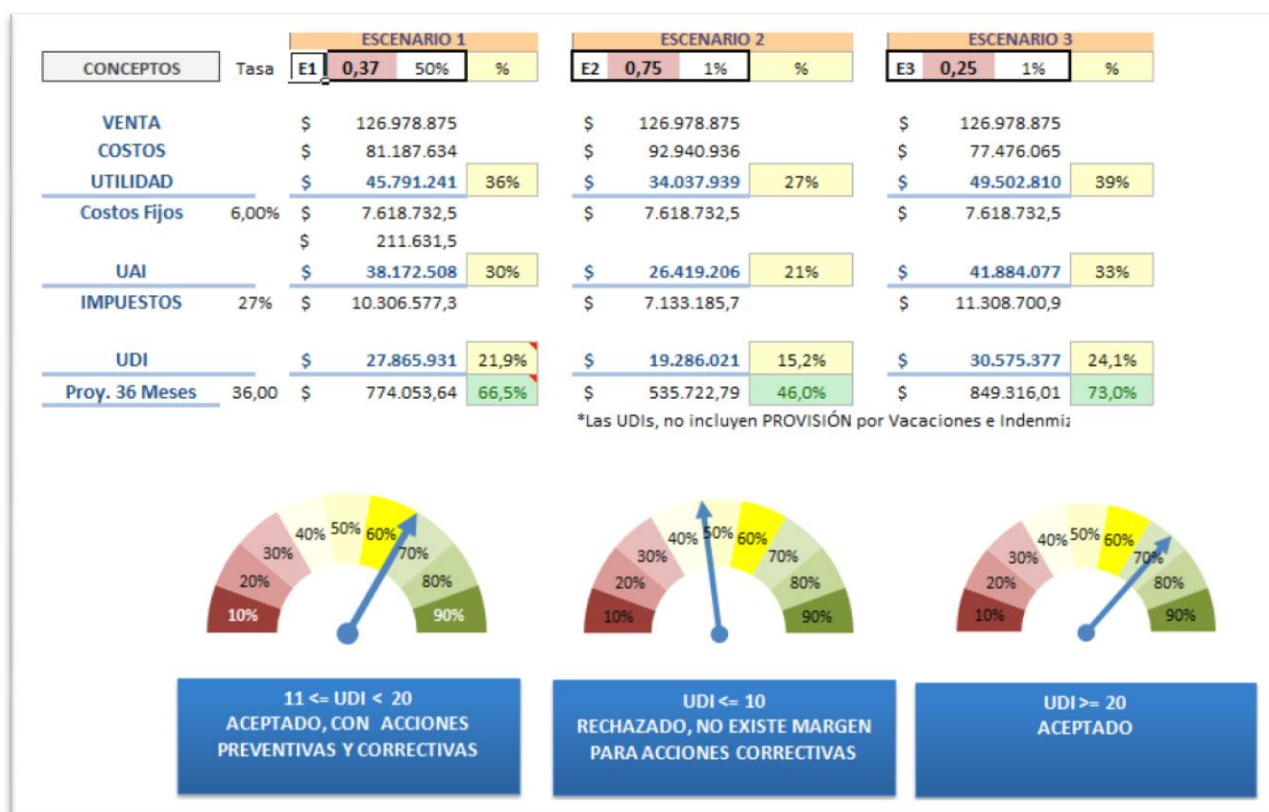 ESCENARIO 1 ESCENARIO 2 ESCENARIO 3
CONCEPTOS Tasa E1 0,37 50% % E2 0,75 1% % E3 0,25 1% %
VENTA $ 126.978.875 $ 126.978.875 $ 126.978.875
COSTOS $ 81.187.634 $ 92.940.936 $ 77.476.065
UTILIDAD $ 45.791.241 36% $ 34.037.939 27% $ 49.502.810 39%
Costos Fijos 6,00% $ 7.618.732,5 $ 7.618.732,5 $ 7.618.732,5
$ 211.631,5
UAI $ 38.172.508 30% $ 26.419.206 21% $ 41.884.077 33%
IMPUESTOS 27% $ 10.306.577,3 $ 7.133.185,7 $ 11.308.700,9
UDI $ 27.865.931 21,9% $ 19.286.021 15,2% $ 30.575.377 24,1%
Proy. 36 Meses 36,00 $ 774.053,64 66,5% $ 535.722,79 46,0% $ 849.316,01 73,0%
*Las UDIs, no incluyen PROVISIÓN por Vacaciones e Indenmiz
10% 20% 30% 40% 50% 60% 70% 80% 90%
10% 20% 30% 40% 50% 60% 70% 80% 90%
10% 20% 30% 40% 50% 60% 70% 80% 90%
11 <= UDI < 20
ACEPTADO, CON ACCIONES
PREVENTIVAS Y CORRECTIVAS
UDI <= 10
RECHAZADO, NO EXISTE MARGEN
PARA ACCIONES CORRECTIVAS
UDI >= 20
ACEPTADO